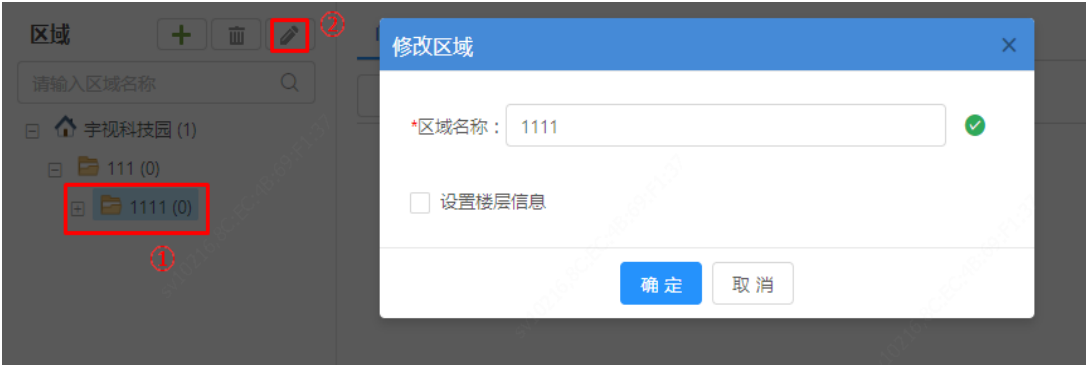 区域
②
修改区域
请输入区域名称
*区域名称： 1111
宇视科技园 (1)
111 (0)
1111 (0)
设置楼层信息
①
确 定 取 消